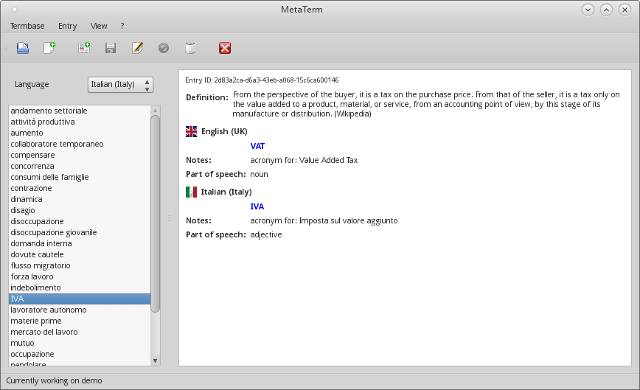 MetaTerm
Termbase Entry View ?
Language Italian (Italy)
andamento settoriale
attività produttiva
aumento
collaboratore temporaneo
compensare
concorrenza
consumi delle famiglie
contrazione
dinamica
disagio
disoccupazione
disoccupazione giovanile
domanda interna
dovute cautele
flusso migratorio
forza lavoro
indebolimento
IVA
lavoratore autonomo
materie prime
mercato del lavoro
mutuo
occupazione
pendolare
Entry ID: 2d83a2ca-d6a3-43eb-a068-15c6ca600146
Definition: From the perspective of the buyer, it is a tax on the purchase price. From that of the seller, it is a tax only on
the value added to a product, material, or service, from an accounting point of view, by this stage of its
manufacture or distribution. (Wikipedia)
English (UK)
VAT
Notes: acronym for: Value Added Tax
Part of speech: noun
Italian (Italy)
IVA
Notes: acronym for: Imposta sul valore aggiunto
Part of speech: adjective
Currently working on demo